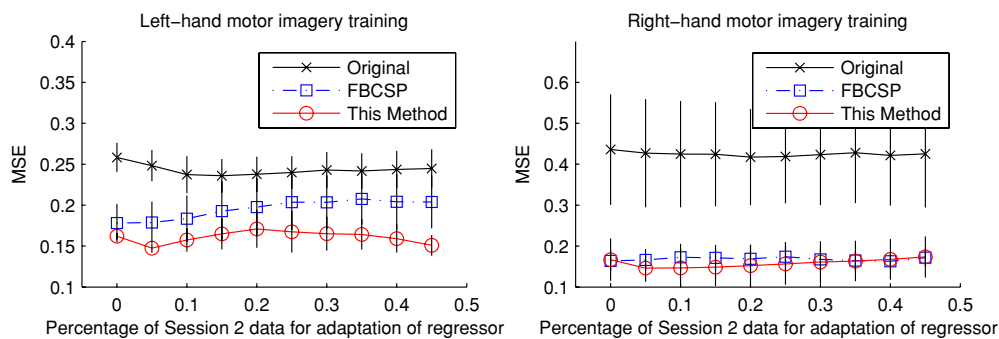 Left-hand motor imagery training
0.4
0.35
0.3
0.25
0.2
0.15
0.1
MSE
Original
FBCSP
This Method
0 0.1 0.2 0.3 0.4 0.5
Percentage of Session 2 data for adaptation of regressor
Right-hand motor imagery training
0.4
0.3
0.2
0.1
MSE
Original
FBCSP
This Method
0 0.1 0.2 0.3 0.4 0.5
Percentage of Session 2 data for adaptation of regressor